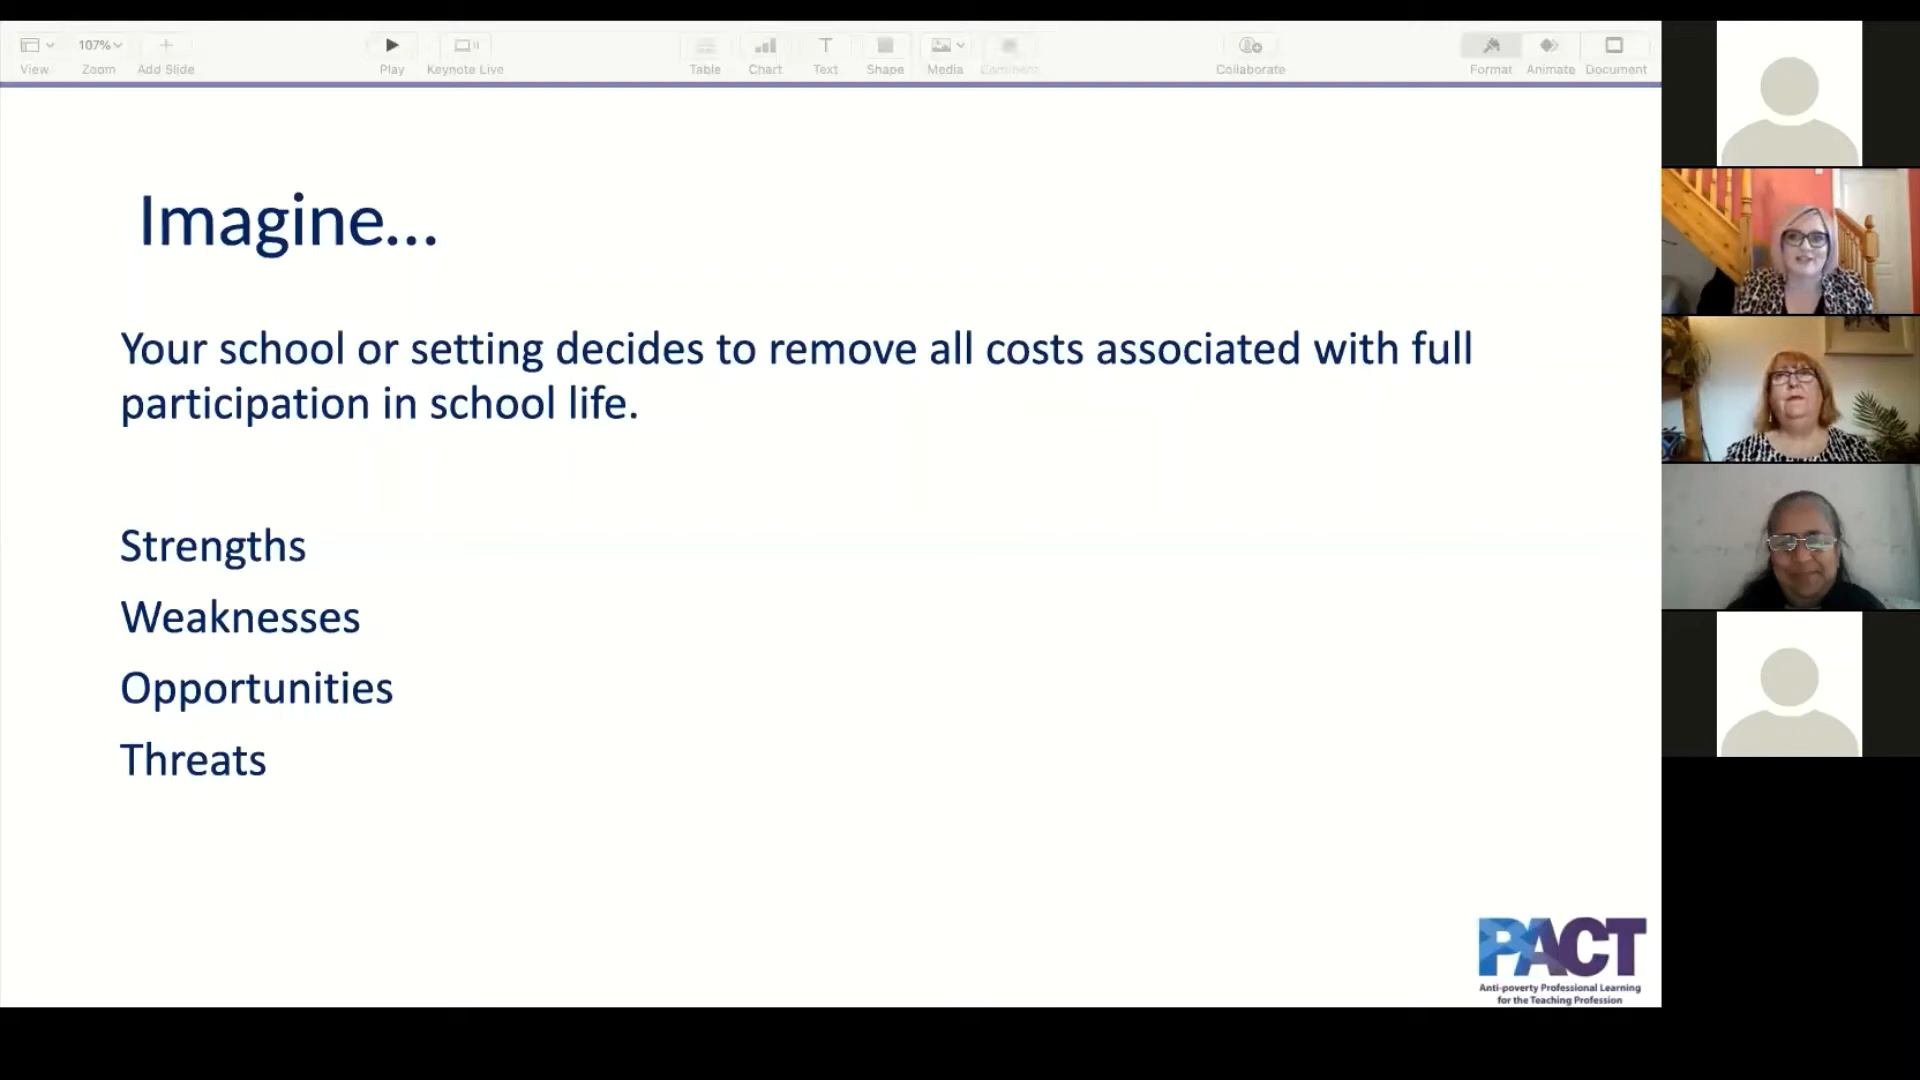 107%
View
Zoom
Add Slide
Play
Keynote Live
Table
Chart
Text
Shape
Media
Comment
Collaborate
Format
Animate
Document
Imagine...
Your school or setting decides to remove all costs associated with full
participation in school life.
Strengths
Weaknesses
Opportunities
Threats
PACT
Anti-poverty Professional Learning
for the Teaching Profession